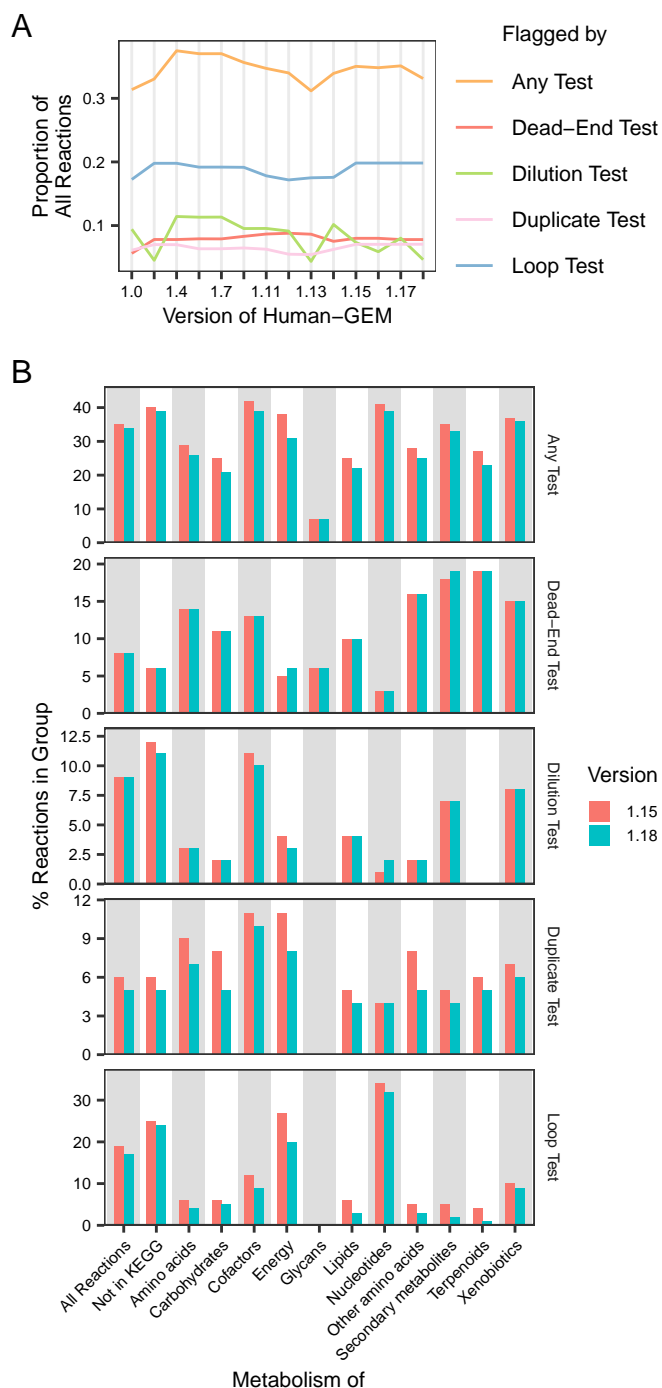 A
Proportion of
All Reactions
0.3
0.2
0.1
1.0
1.4
1.7
1.11
1.13
1.15
1.17
Version of Human−GEM
Flagged by
Any Test
Dead−End Test
Dilution Test
Duplicate Test
Loop Test
B
% Reactions in Group
40
30
20
10
0
Any Test
20
15
10
5
0
Dead−End Test
12.5
10.0
7.5
5.0
2.5
0.0
Dilution Test
12
9
6
3
0
Duplicate Test
30
20
10
0
Loop Test
All Reactions
Not in KEGG
Amino acids
Carbohydrates
Cofactors
Energy
Glycans
Lipids
Nucleotides
Other amino acids
Secondary metabolites
Terpenoids
Xenobiotics
Metabolism of
Version
1.15
1.18